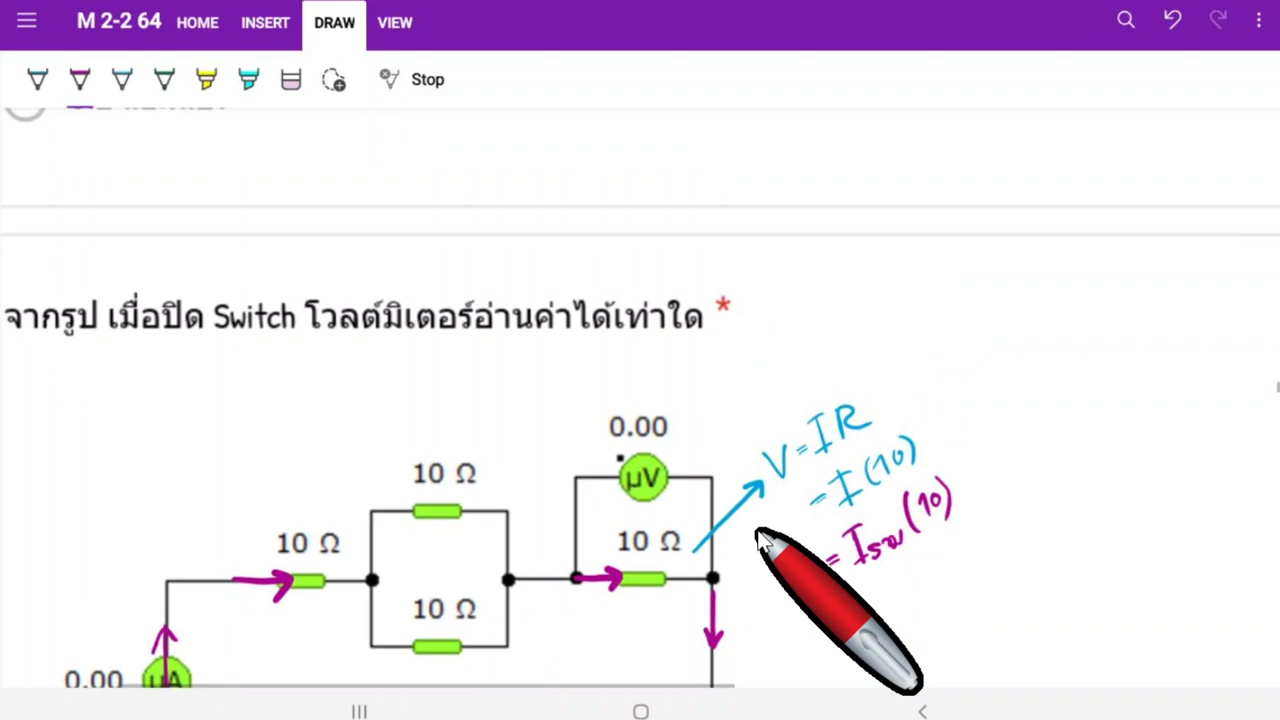 M 2-2 64 HOME INSERT DRAW VIEW
Stop
จากรูป เมื่อปิด Switch โวลต์มิเตอร์อ่านค่าได้เท่าใด *
0.00
μV
10 Ω
10 Ω
10 Ω
10 Ω
0.00
μA
V = IR
= I(10)
= Iรวม(10)